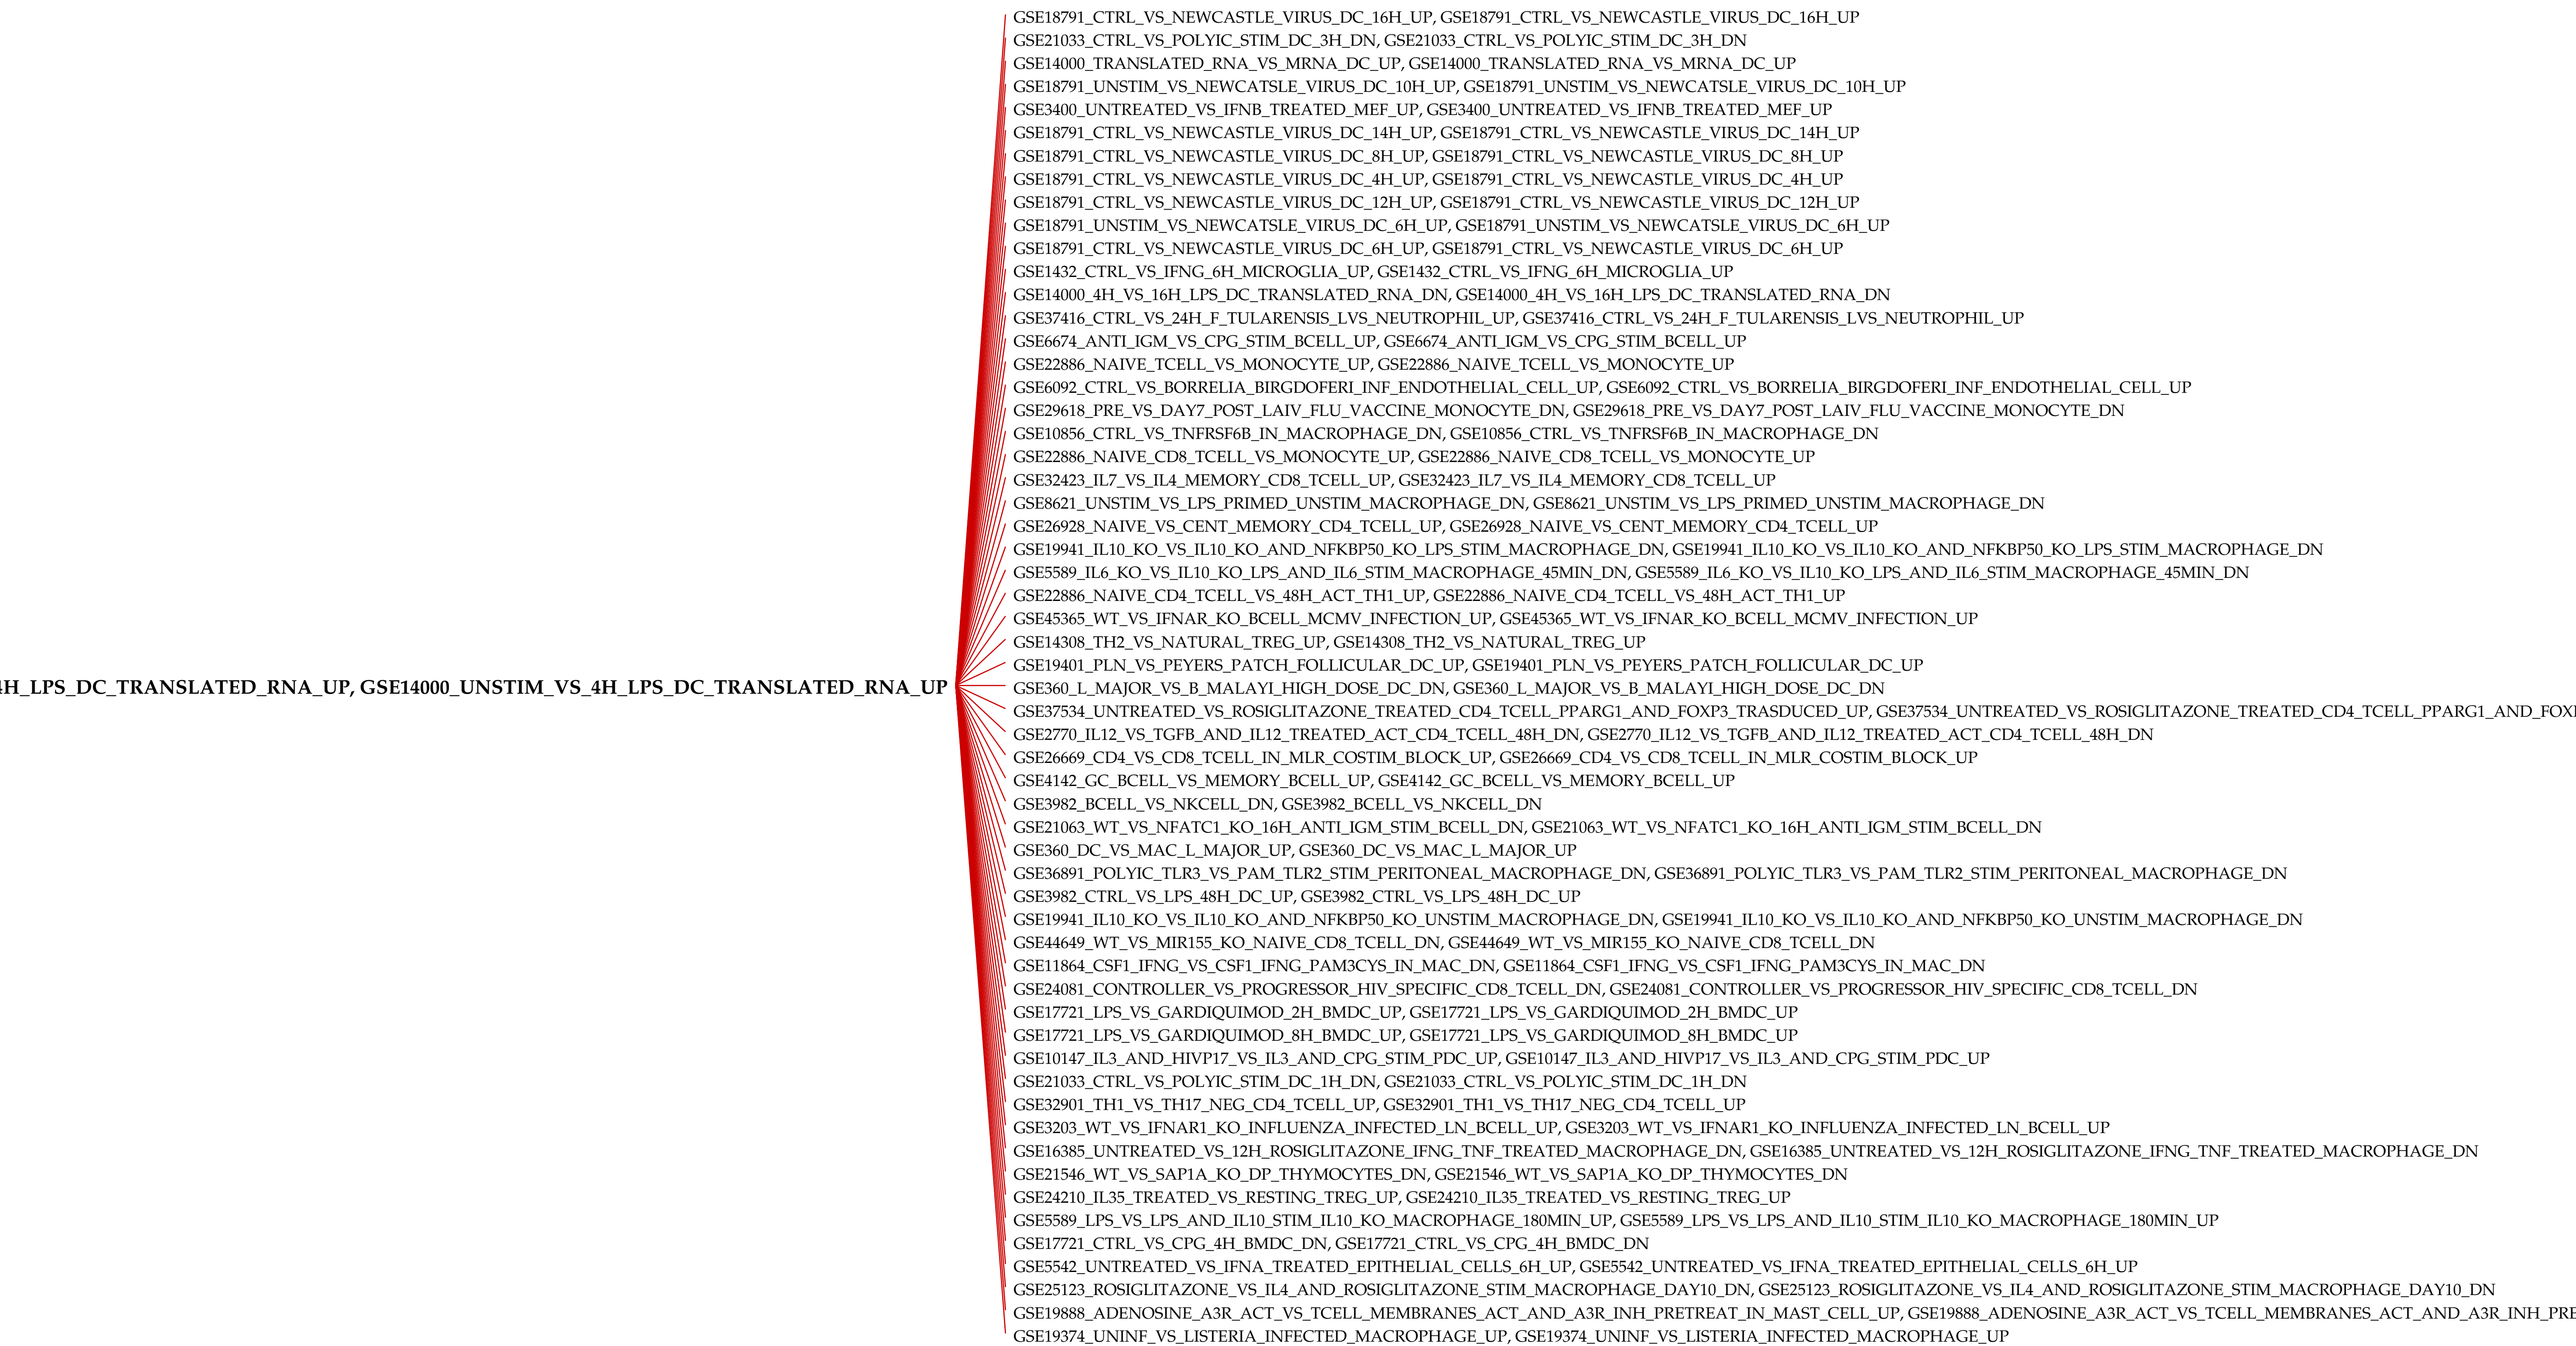 GSE18791_CTRL_VS_NEWCASTLE_VIRUS_DC_16H_UP, GSE18791_CTRL_VS_NEWCASTLE_VIRUS_DC_16H_UP
GSE21033_CTRL_VS_POLYIC_STIM_DC_3H_DN, GSE21033_CTRL_VS_POLYIC_STIM_DC_3H_DN
GSE14000_TRANSLATED_RNA_VS_MRNA_DC_UP, GSE14000_TRANSLATED_RNA_VS_MRNA_DC_UP
GSE18791_UNSTIM_VS_NEWCATSLE_VIRUS_DC_10H_UP, GSE18791_UNSTIM_VS_NEWCATSLE_VIRUS_DC_10H_UP
GSE3400_UNTREATED_VS_IFNB_TREATED_MEF_UP, GSE3400_UNTREATED_VS_IFNB_TREATED_MEF_UP
GSE18791_CTRL_VS_NEWCASTLE_VIRUS_DC_14H_UP, GSE18791_CTRL_VS_NEWCASTLE_VIRUS_DC_14H_UP
GSE18791_CTRL_VS_NEWCASTLE_VIRUS_DC_8H_UP, GSE18791_CTRL_VS_NEWCASTLE_VIRUS_DC_8H_UP
GSE18791_CTRL_VS_NEWCASTLE_VIRUS_DC_4H_UP, GSE18791_CTRL_VS_NEWCASTLE_VIRUS_DC_4H_UP
GSE18791_CTRL_VS_NEWCASTLE_VIRUS_DC_12H_UP, GSE18791_CTRL_VS_NEWCASTLE_VIRUS_DC_12H_UP
GSE18791_UNSTIM_VS_NEWCATSLE_VIRUS_DC_6H_UP, GSE18791_UNSTIM_VS_NEWCATSLE_VIRUS_DC_6H_UP
GSE18791_CTRL_VS_NEWCASTLE_VIRUS_DC_6H_UP, GSE18791_CTRL_VS_NEWCASTLE_VIRUS_DC_6H_UP
GSE1432_CTRL_VS_IFNG_6H_MICROGLIA_UP, GSE1432_CTRL_VS_IFNG_6H_MICROGLIA_UP
GSE14000_4H_VS_16H_LPS_DC_TRANSLATED_RNA_DN, GSE14000_4H_VS_16H_LPS_DC_TRANSLATED_RNA_DN
GSE37416_CTRL_VS_24H_F_TULARENSIS_LVS_NEUTROPHIL_UP, GSE37416_CTRL_VS_24H_F_TULARENSIS_LVS_NEUTROPHIL_UP
GSE6674_ANTI_IGM_VS_CPG_STIM_BCELL_UP, GSE6674_ANTI_IGM_VS_CPG_STIM_BCELL_UP
GSE22886_NAIVE_TCELL_VS_MONOCYTE_UP, GSE22886_NAIVE_TCELL_VS_MONOCYTE_UP
GSE6092_CTRL_VS_BORRELIA_BIRGDOFERI_INF_ENDOTHELIAL_CELL_UP, GSE6092_CTRL_VS_BORRELIA_BIRGDOFERI_INF_ENDOTHELIAL_CELL_UP
GSE29618_PRE_VS_DAY7_POST_LAIV_FLU_VACCINE_MONOCYTE_DN, GSE29618_PRE_VS_DAY7_POST_LAIV_FLU_VACCINE_MONOCYTE_DN
GSE10856_CTRL_VS_TNFRSF6B_IN_MACROPHAGE_DN, GSE10856_CTRL_VS_TNFRSF6B_IN_MACROPHAGE_DN
GSE22886_NAIVE_CD8_TCELL_VS_MONOCYTE_UP, GSE22886_NAIVE_CD8_TCELL_VS_MONOCYTE_UP
GSE32423_IL7_VS_IL4_MEMORY_CD8_TCELL_UP, GSE32423_IL7_VS_IL4_MEMORY_CD8_TCELL_UP
GSE8621_UNSTIM_VS_LPS_PRIMED_UNSTIM_MACROPHAGE_DN, GSE8621_UNSTIM_VS_LPS_PRIMED_UNSTIM_MACROPHAGE_DN
GSE26928_NAIVE_VS_CENT_MEMORY_CD4_TCELL_UP, GSE26928_NAIVE_VS_CENT_MEMORY_CD4_TCELL_UP
GSE19941_IL10_KO_VS_IL10_KO_AND_NFKBP50_KO_LPS_STIM_MACROPHAGE_DN, GSE19941_IL10_KO_VS_IL10_KO_AND_NFKBP50_KO_LPS_STIM_MACROPHAGE_DN
GSE5589_IL6_KO_VS_IL10_KO_LPS_AND_IL6_STIM_MACROPHAGE_45MIN_DN, GSE5589_IL6_KO_VS_IL10_KO_LPS_AND_IL6_STIM_MACROPHAGE_45MIN_DN
GSE22886_NAIVE_CD4_TCELL_VS_48H_ACT_TH1_UP, GSE22886_NAIVE_CD4_TCELL_VS_48H_ACT_TH1_UP
GSE45365_WT_VS_IFNAR_KO_BCELL_MCMV_INFECTION_UP, GSE45365_WT_VS_IFNAR_KO_BCELL_MCMV_INFECTION_UP
GSE14308_TH2_VS_NATURAL_TREG_UP, GSE14308_TH2_VS_NATURAL_TREG_UP
GSE19401_PLN_VS_PEYERS_PATCH_FOLLICULAR_DC_UP, GSE19401_PLN_VS_PEYERS_PATCH_FOLLICULAR_DC_UP
4H_LPS_DC_TRANSLATED_RNA_UP, GSE14000_UNSTIM_VS_4H_LPS_DC_TRANSLATED_RNA_UP
GSE360_L_MAJOR_VS_B_MALAYI_HIGH_DOSE_DC_DN, GSE360_L_MAJOR_VS_B_MALAYI_HIGH_DOSE_DC_DN
GSE37534_UNTREATED_VS_ROSIGLITAZONE_TREATED_CD4_TCELL_PPARG1_AND_FOXP3_TRASDUCED_UP, GSE37534_UNTREATED_VS_ROSIGLITAZONE_TREATED_CD4_TCELL_PPARG1_AND_FOX
GSE2770_IL12_VS_TGFB_AND_IL12_TREATED_ACT_CD4_TCELL_48H_DN, GSE2770_IL12_VS_TGFB_AND_IL12_TREATED_ACT_CD4_TCELL_48H_DN
GSE26669_CD4_VS_CD8_TCELL_IN_MLR_COSTIM_BLOCK_UP, GSE26669_CD4_VS_CD8_TCELL_IN_MLR_COSTIM_BLOCK_UP
GSE4142_GC_BCELL_VS_MEMORY_BCELL_UP, GSE4142_GC_BCELL_VS_MEMORY_BCELL_UP
GSE3982_BCELL_VS_NKCELL_DN, GSE3982_BCELL_VS_NKCELL_DN
GSE21063_WT_VS_NFATC1_KO_16H_ANTI_IGM_STIM_BCELL_DN, GSE21063_WT_VS_NFATC1_KO_16H_ANTI_IGM_STIM_BCELL_DN
GSE360_DC_VS_MAC_L_MAJOR_UP, GSE360_DC_VS_MAC_L_MAJOR_UP
GSE36891_POLYIC_TLR3_VS_PAM_TLR2_STIM_PERITONEAL_MACROPHAGE_DN, GSE36891_POLYIC_TLR3_VS_PAM_TLR2_STIM_PERITONEAL_MACROPHAGE_DN
GSE3982_CTRL_VS_LPS_48H_DC_UP, GSE3982_CTRL_VS_LPS_48H_DC_UP
GSE19941_IL10_KO_VS_IL10_KO_AND_NFKBP50_KO_UNSTIM_MACROPHAGE_DN, GSE19941_IL10_KO_VS_IL10_KO_AND_NFKBP50_KO_UNSTIM_MACROPHAGE_DN
GSE44649_WT_VS_MIR155_KO_NAIVE_CD8_TCELL_DN, GSE44649_WT_VS_MIR155_KO_NAIVE_CD8_TCELL_DN
GSE11864_CSF1_IFNG_VS_CSF1_IFNG_PAM3CYS_IN_MAC_DN, GSE11864_CSF1_IFNG_VS_CSF1_IFNG_PAM3CYS_IN_MAC_DN
GSE24081_CONTROLLER_VS_PROGRESSOR_HIV_SPECIFIC_CD8_TCELL_DN, GSE24081_CONTROLLER_VS_PROGRESSOR_HIV_SPECIFIC_CD8_TCELL_DN
GSE17721_LPS_VS_GARDIQUIMOD_2H_BMDC_UP, GSE17721_LPS_VS_GARDIQUIMOD_2H_BMDC_UP
GSE17721_LPS_VS_GARDIQUIMOD_8H_BMDC_UP, GSE17721_LPS_VS_GARDIQUIMOD_8H_BMDC_UP
GSE10147_IL3_AND_HIVP17_VS_IL3_AND_CPG_STIM_PDC_UP, GSE10147_IL3_AND_HIVP17_VS_IL3_AND_CPG_STIM_PDC_UP
GSE21033_CTRL_VS_POLYIC_STIM_DC_1H_DN, GSE21033_CTRL_VS_POLYIC_STIM_DC_1H_DN
GSE32901_TH1_VS_TH17_NEG_CD4_TCELL_UP, GSE32901_TH1_VS_TH17_NEG_CD4_TCELL_UP
GSE3203_WT_VS_IFNAR1_KO_INFLUENZA_INFECTED_LN_BCELL_UP, GSE3203_WT_VS_IFNAR1_KO_INFLUENZA_INFECTED_LN_BCELL_UP
GSE16385_UNTREATED_VS_12H_ROSIGLITAZONE_IFNG_TNF_TREATED_MACROPHAGE_DN, GSE16385_UNTREATED_VS_12H_ROSIGLITAZONE_IFNG_TNF_TREATED_MACROPHAGE_DN
GSE21546_WT_VS_SAP1A_KO_DP_THYMOCYTES_DN, GSE21546_WT_VS_SAP1A_KO_DP_THYMOCYTES_DN
GSE24210_IL35_TREATED_VS_RESTING_TREG_UP, GSE24210_IL35_TREATED_VS_RESTING_TREG_UP
GSE5589_LPS_VS_LPS_AND_IL10_STIM_IL10_KO_MACROPHAGE_180MIN_UP, GSE5589_LPS_VS_LPS_AND_IL10_STIM_IL10_KO_MACROPHAGE_180MIN_UP
GSE17721_CTRL_VS_CPG_4H_BMDC_DN, GSE17721_CTRL_VS_CPG_4H_BMDC_DN
GSE5542_UNTREATED_VS_IFNA_TREATED_EPITHELIAL_CELLS_6H_UP, GSE5542_UNTREATED_VS_IFNA_TREATED_EPITHELIAL_CELLS_6H_UP
GSE25123_ROSIGLITAZONE_VS_IL4_AND_ROSIGLITAZONE_STIM_MACROPHAGE_DAY10_DN, GSE25123_ROSIGLITAZONE_VS_IL4_AND_ROSIGLITAZONE_STIM_MACROPHAGE_DAY10_DN
GSE19888_ADENOSINE_A3R_ACT_VS_TCELL_MEMBRANES_ACT_AND_A3R_INH_PRETREAT_IN_MAST_CELL_UP, GSE19888_ADENOSINE_A3R_ACT_VS_TCELL_MEMBRANES_ACT_AND_A3R_INH_PRE
GSE19374_UNINF_VS_LISTERIA_INFECTED_MACROPHAGE_UP, GSE19374_UNINF_VS_LISTERIA_INFECTED_MACROPHAGE_UP